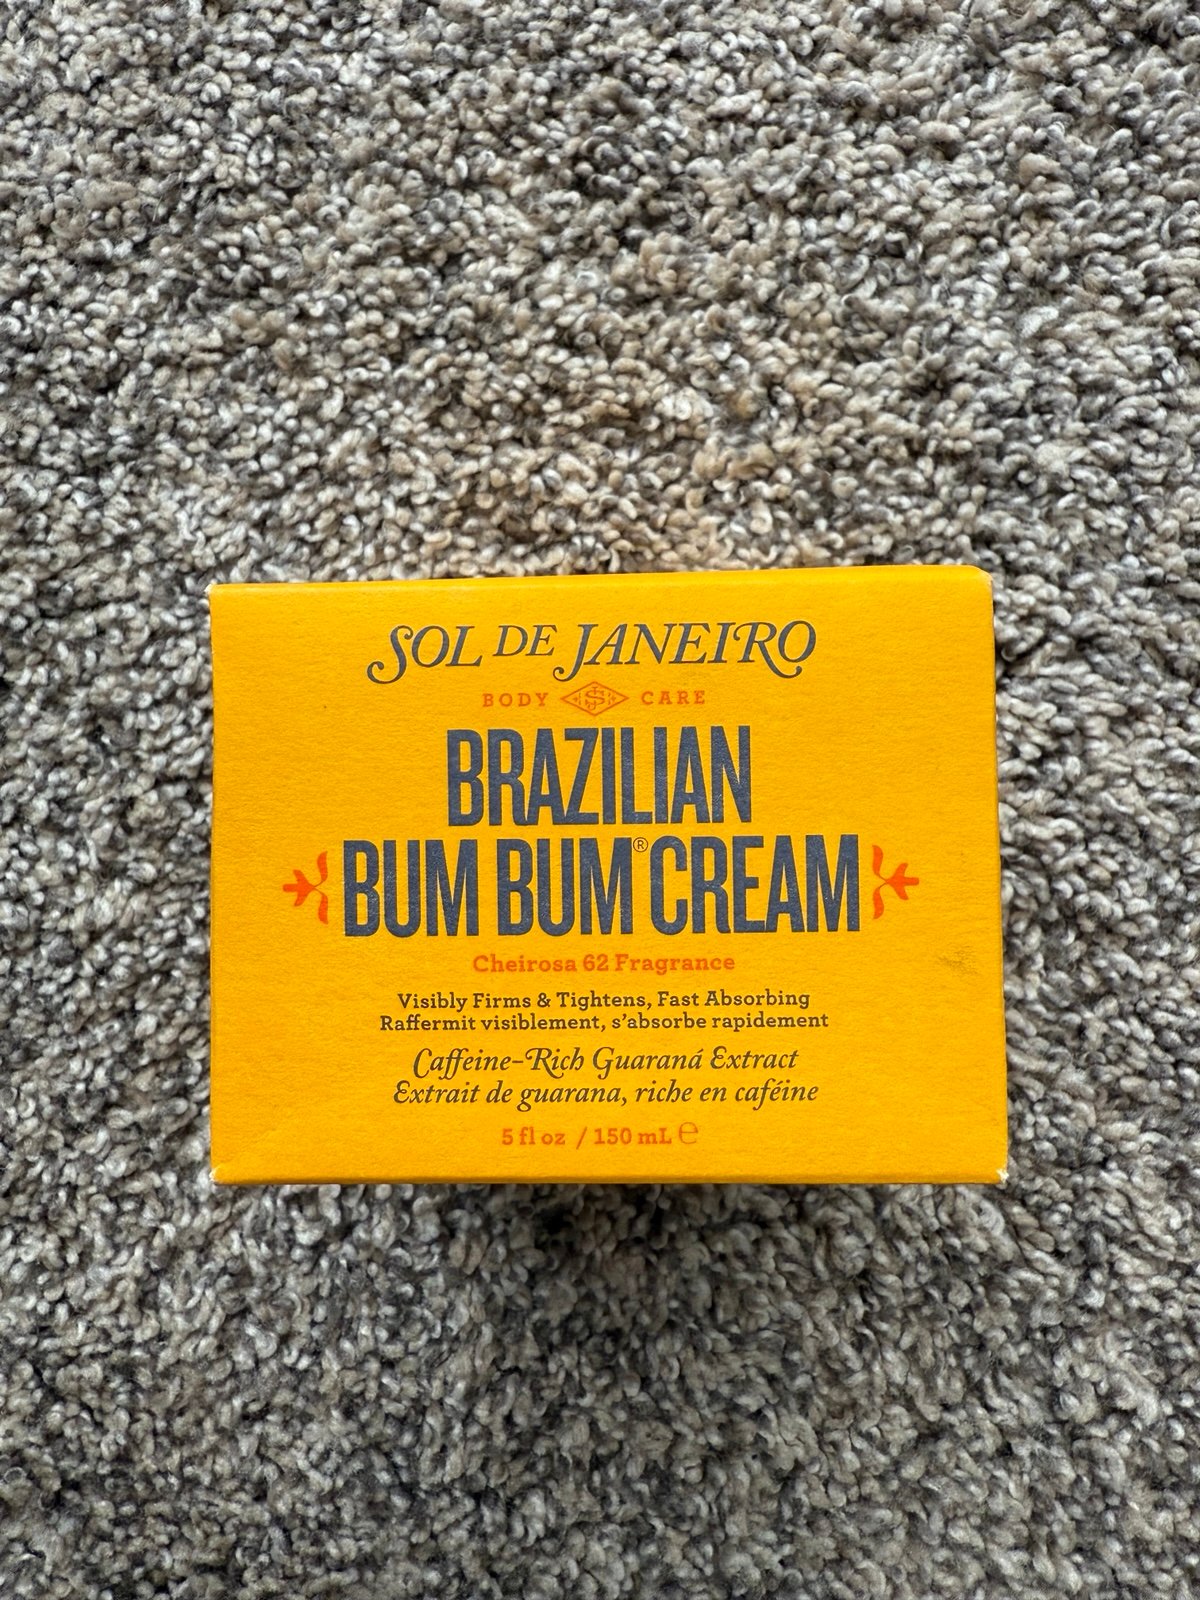 SOL DE JANEIRO
BODY CARE
BRAZILIAN
BUM BUM® CREAM
Cheirosa 62 Fragrance
Visibly Firms & Tightens, Fast Absorbing
Raffermit visiblement, s'absorbe rapidement
Caffeine-Rich Guaraná Extract
Extrait de guarana, riche en caféine
5 fl oz / 150 mL ℮